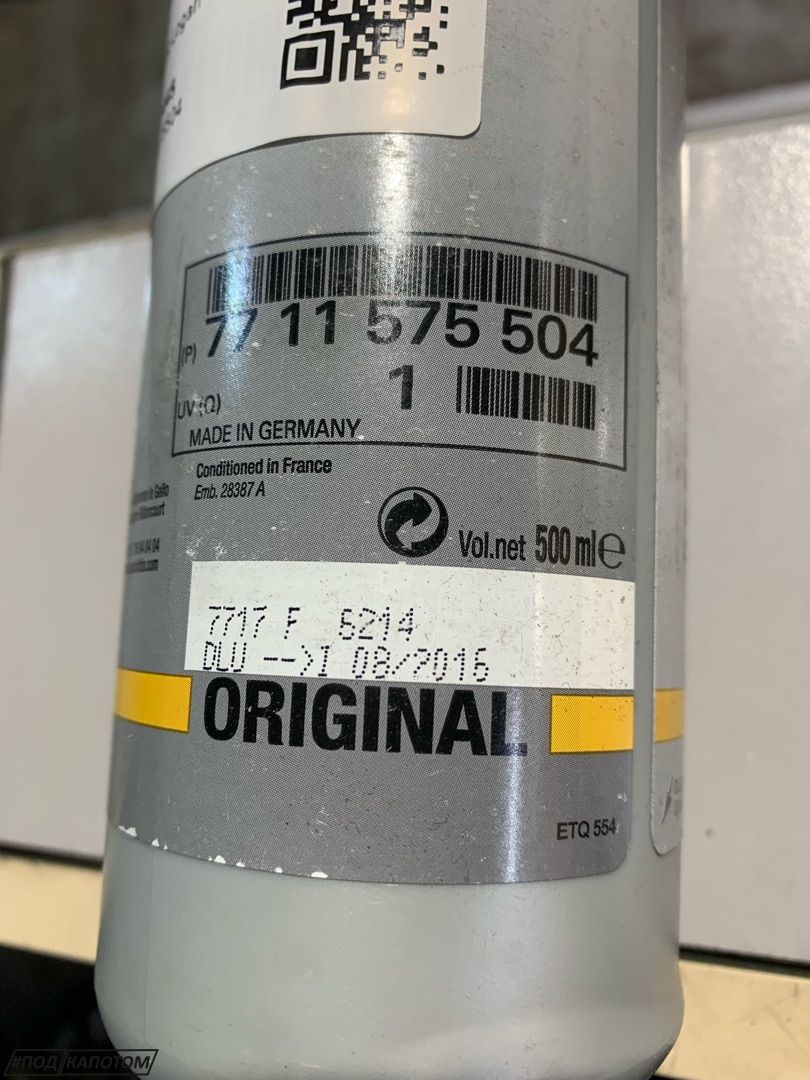 504
(P) 77 11 575 504
UV (Q) 1
MADE IN GERMANY
Conditioned in France
Emb. 28387 A
Vol.net 500 ml e
7717 F 6214
DLU -->I 08/2016
ORIGINAL
ETQ 554
#ПОД КАПОТОМ